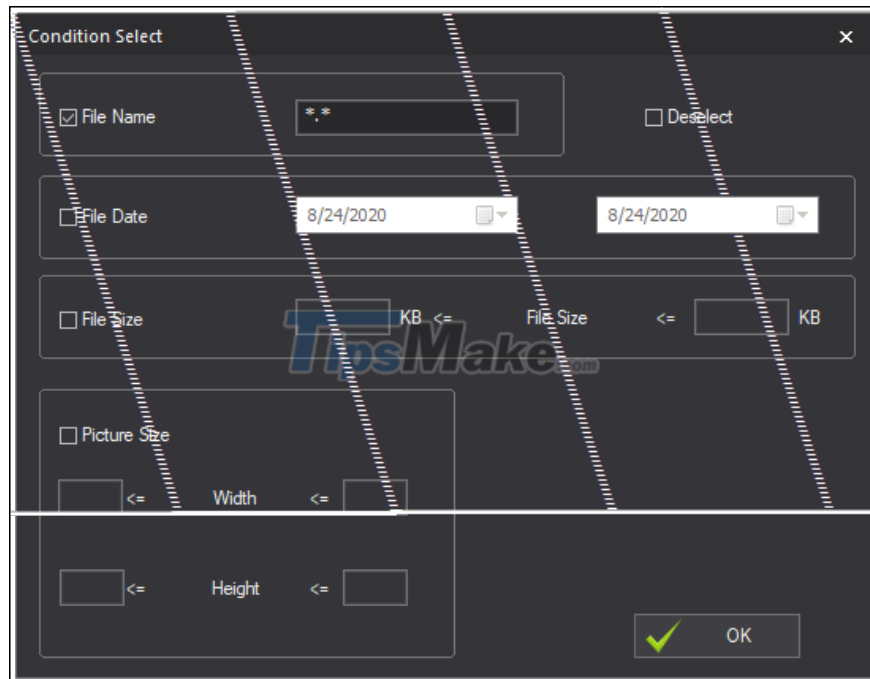 Condition Select
File Name *.* Deselect
File Date 8/24/2020 8/24/2020
File Size KB <= File Size <= KB
TipsMake.com
Picture Size
<= Width <=
<= Height <=
OK